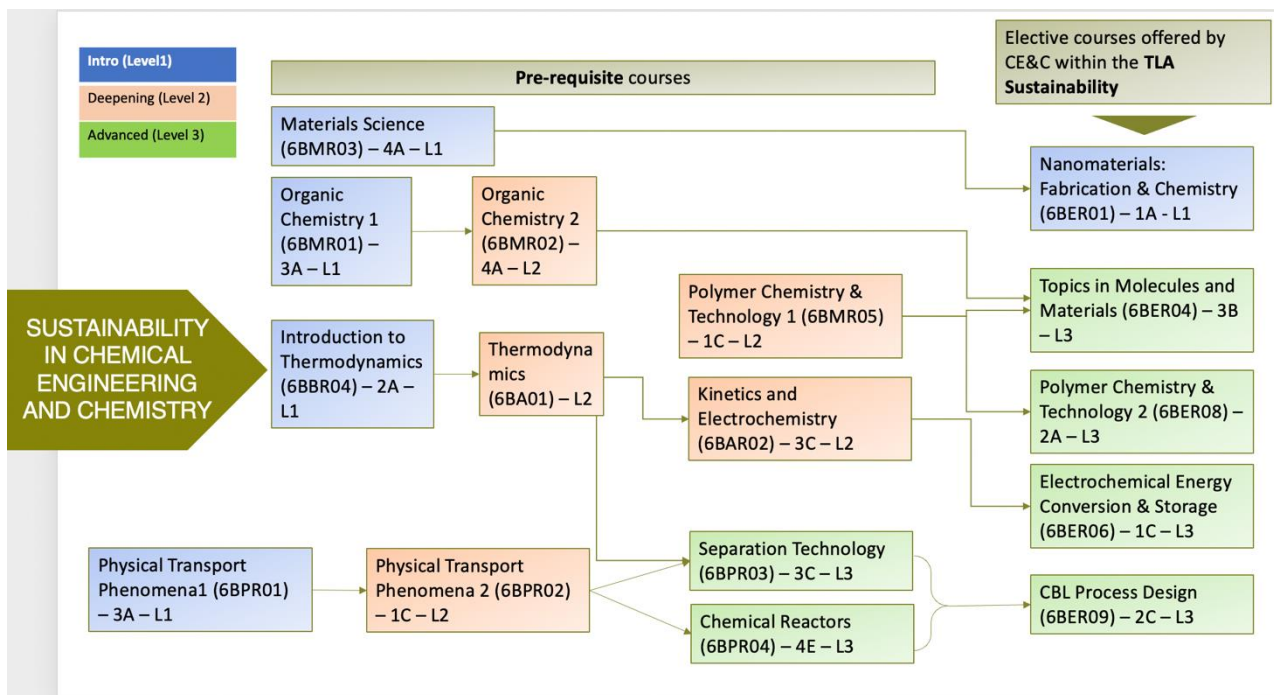 Intro (Level1)
Deepening (Level 2)
Advanced (Level 3)
Pre-requisite courses
Elective courses offered by
CE&C within the TLA
Sustainability
Materials Science
(6BMR03) – 4A – L1
Nanomaterials:
Fabrication & Chemistry
(6BER01) – 1A - L1
Organic
Chemistry 1
(6BMR01) –
3A – L1
Organic
Chemistry 2
(6BMR02) –
4A – L2
Polymer Chemistry &
Technology 1 (6BMR05)
– 1C – L2
Topics in Molecules and
Materials (6BER04) – 3B
– L3
SUSTAINABILITY
IN CHEMICAL
ENGINEERING
AND CHEMISTRY
Introduction to
Thermodynamics
(6BBR04) – 2A –
L1
Thermodyna
mics
(6BA01) – L2
Kinetics and
Electrochemistry
(6BAR02) – 3C – L2
Polymer Chemistry &
Technology 2 (6BER08) –
2A – L3
Electrochemical Energy
Conversion & Storage
(6BER06) – 1C – L3
Physical Transport
Phenomena1 (6BPR01)
– 3A – L1
Physical Transport
Phenomena 2 (6BPR02)
– 1C – L2
Separation Technology
(6BPR03) – 3C – L3
Chemical Reactors
(6BPR04) – 4E – L3
CBL Process Design
(6BER09) – 2C – L3